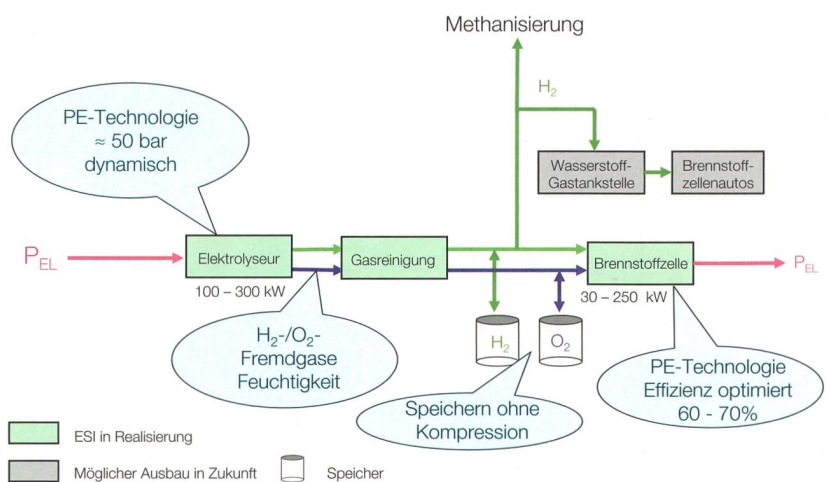 Methanisierung
H₂
PE-Technologie
≈ 50 bar
dynamisch
Wasserstoff-
Gastankstelle
Brennstoff-
zellenautos
P_EL
Elektrolyseur
Gasreinigung
Brennstoffzelle
P_EL
100 – 300 kW
30 – 250 kW
H₂-/O₂-
Fremdgase
Feuchtigkeit
H₂
O₂
Speichern ohne
Kompression
PE-Technologie
Effizienz optimiert
60 - 70%
ESI in Realisierung
Möglicher Ausbau in Zukunft
Speicher